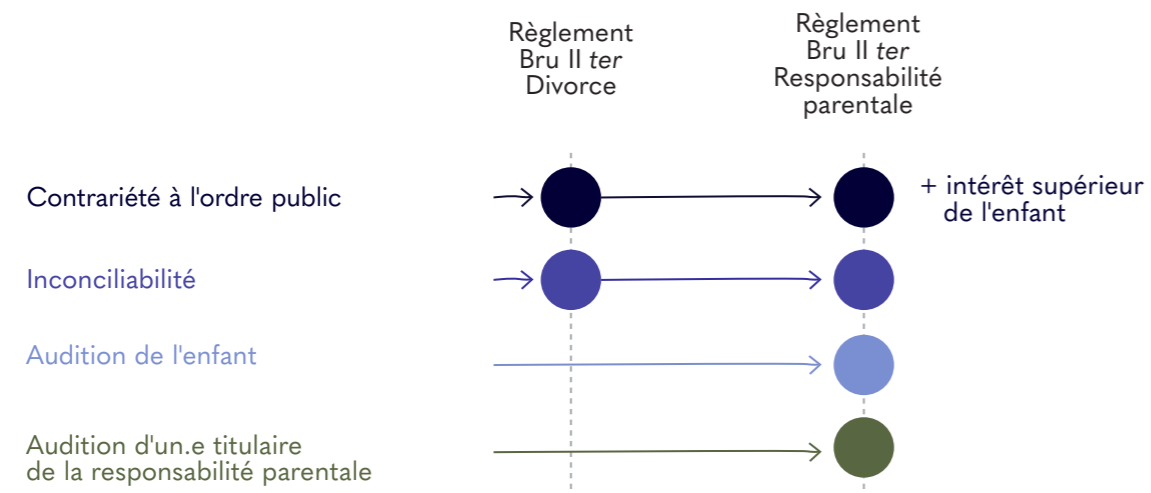 Règlement
Bru II ter
Divorce
Règlement
Bru II ter
Responsabilité
parentale
Contrariété à l'ordre public
+ intérêt supérieur
de l'enfant
Inconciliabilité
Audition de l'enfant
Audition d'un.e titulaire
de la responsabilité parentale